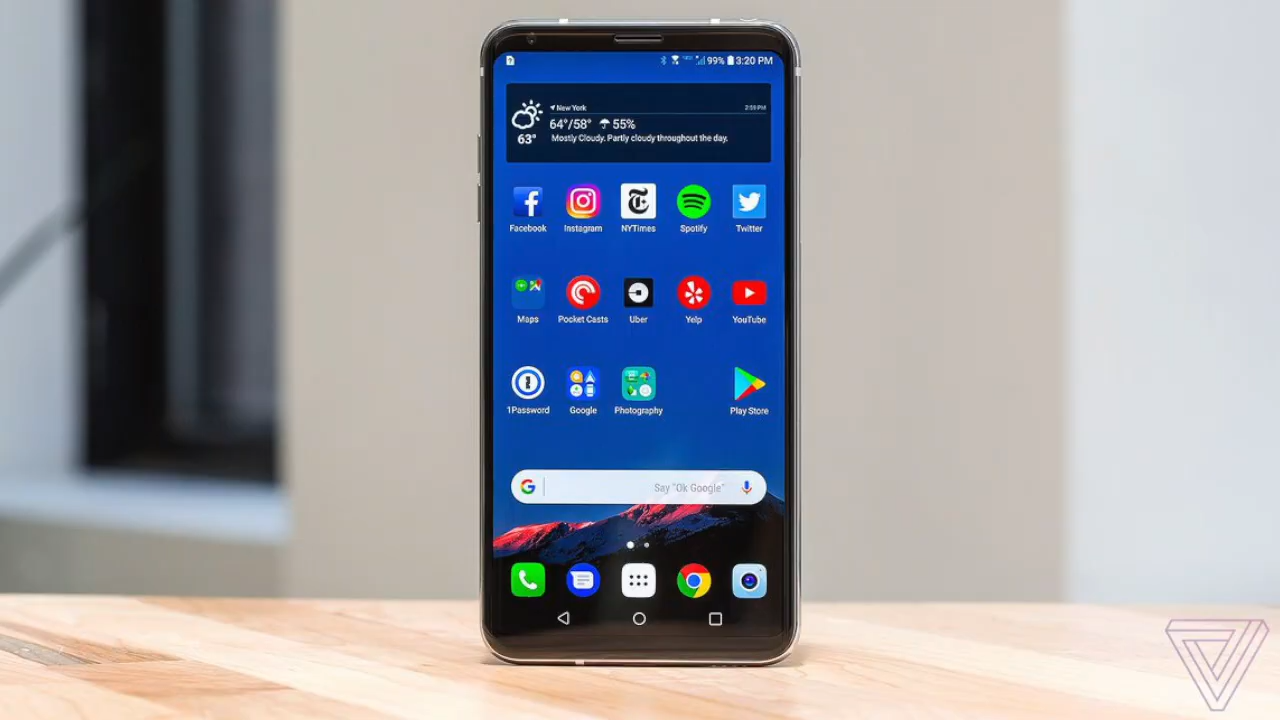 99% 3:20 PM
New York 2:59 PM
64°/58° 55%
63°
Mostly Cloudy. Partly cloudy throughout the day.
Facebook Instagram NYTimes Spotify Twitter
Maps Pocket Casts Uber Yelp YouTube
1Password Google Photography Play Store
Say "Ok Google"